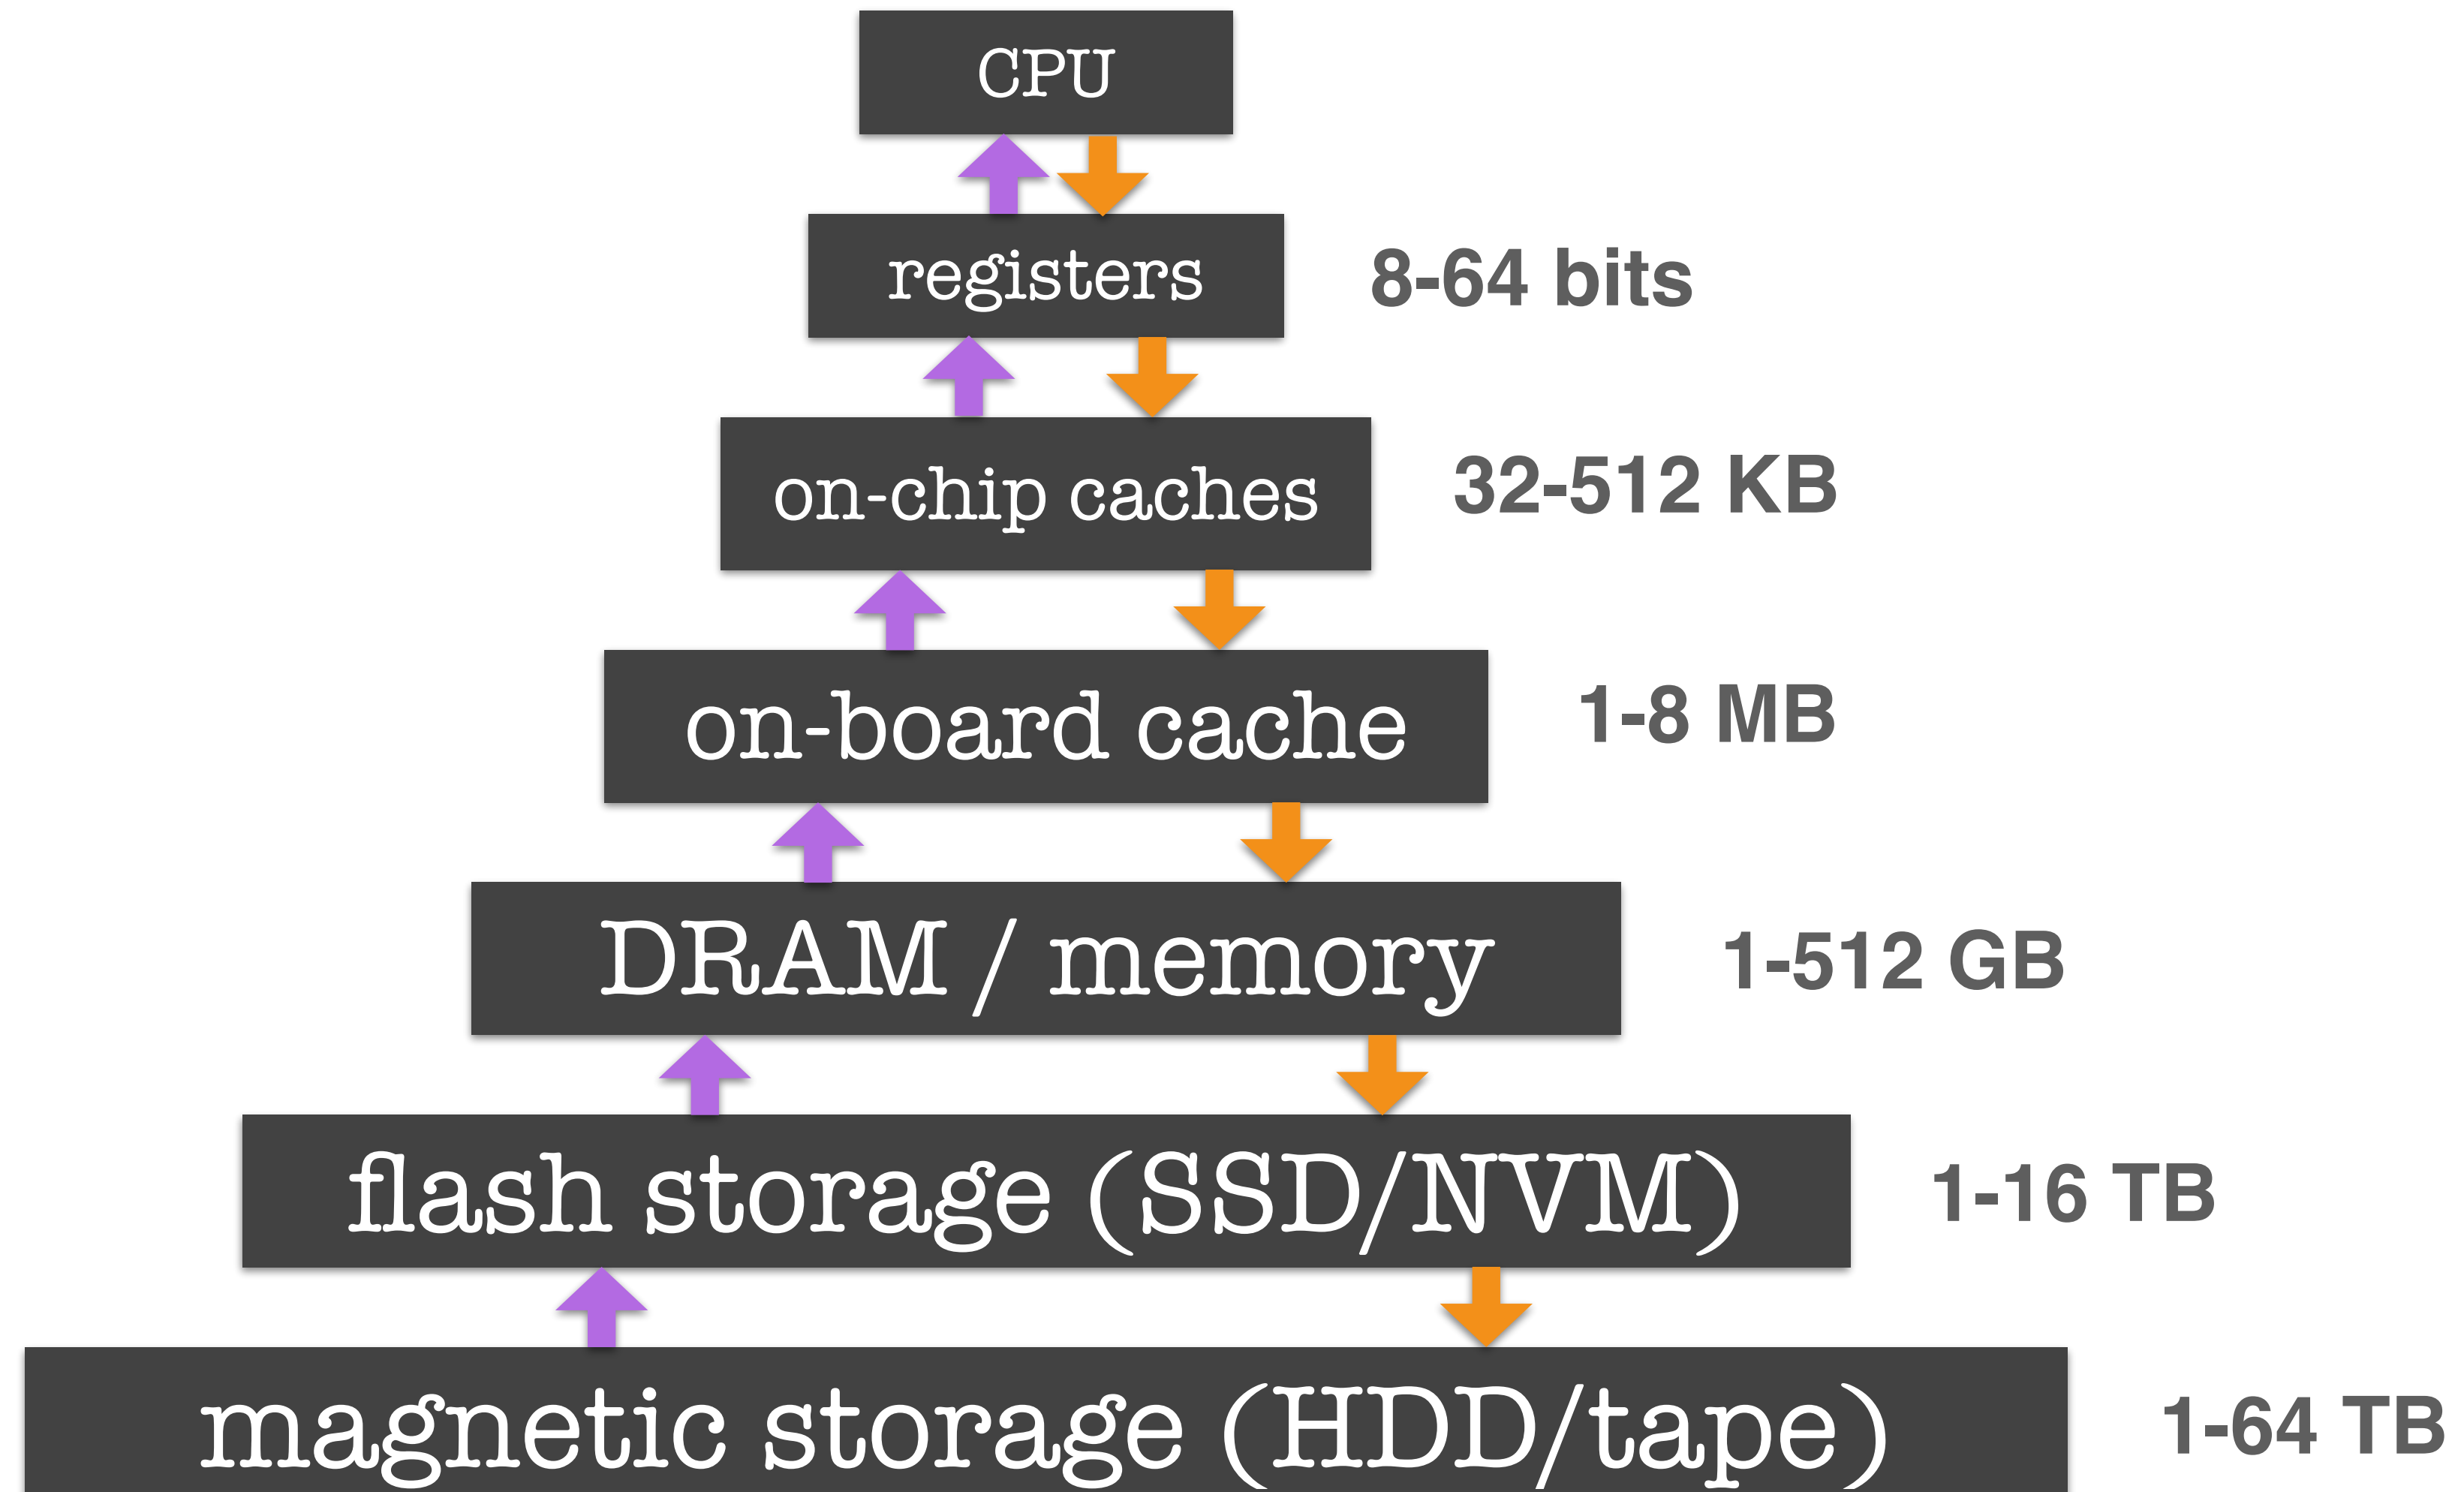 CPU
registers
8-64 bits
on-chip caches
32-512 KB
on-board cache
1-8 MB
DRAM / memory
1-512 GB
flash storage (SSD/NVM)
1-16 TB
magnetic storage (HDD/tape)
1-64 TB